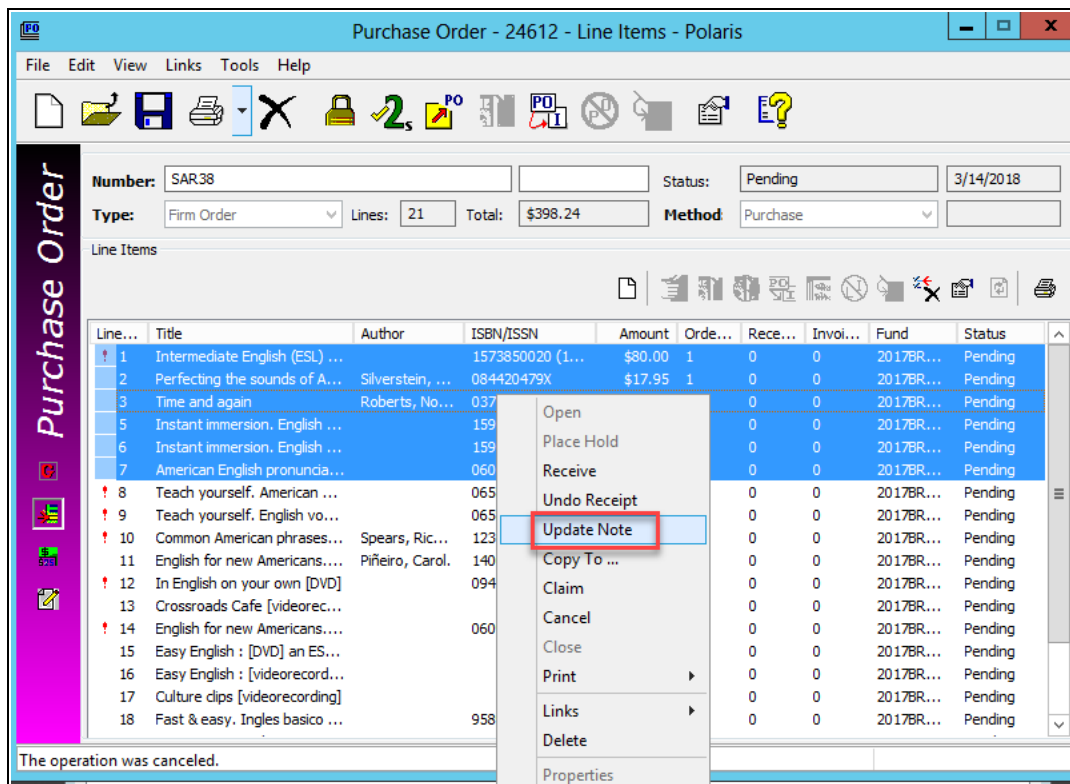 Purchase Order - 24612 - Line Items - Polaris
File Edit View Links Tools Help
Purchase Order
Number: SAR38 Status: Pending 3/14/2018
Type: Firm Order Lines: 21 Total: $398.24 Method: Purchase
Line Items
Line... Title Author ISBN/ISSN Amount Orde... Rece... Invoi... Fund Status
1 Intermediate English (ESL) ... 1573850020 (1... $80.00 1 0 0 2017BR... Pending
2 Perfecting the sounds of A... Silverstein, ... 084420479X $17.95 1 0 0 2017BR... Pending
3 Time and again Roberts, No... 037 0 0 2017BR... Pending
5 Instant immersion. English ... 159 0 0 2017BR... Pending
6 Instant immersion. English ... 159 0 0 2017BR... Pending
7 American English pronuncia... 060 0 0 2017BR... Pending
8 Teach yourself. American ... 065 0 0 2017BR... Pending
9 Teach yourself. English vo... 065 0 0 2017BR... Pending
10 Common American phrases... Spears, Ric... 123 0 0 2017BR... Pending
11 English for new Americans.... Piñeiro, Carol. 140 0 0 2017BR... Pending
12 In English on your own [DVD] 094 0 0 2017BR... Pending
13 Crossroads Cafe [videorec... 0 0 2017BR... Pending
14 English for new Americans.... 060 0 0 2017BR... Pending
15 Easy English : [DVD] an ES... 0 0 2017BR... Pending
16 Easy English : [videorecord... 0 0 2017BR... Pending
17 Culture clips [videorecording] 0 0 2017BR... Pending
18 Fast & easy. Ingles basico ... 958 0 0 2017BR... Pending
Open
Place Hold
Receive
Undo Receipt
Update Note
Copy To ...
Claim
Cancel
Close
Print
Links
Delete
Properties
The operation was canceled.